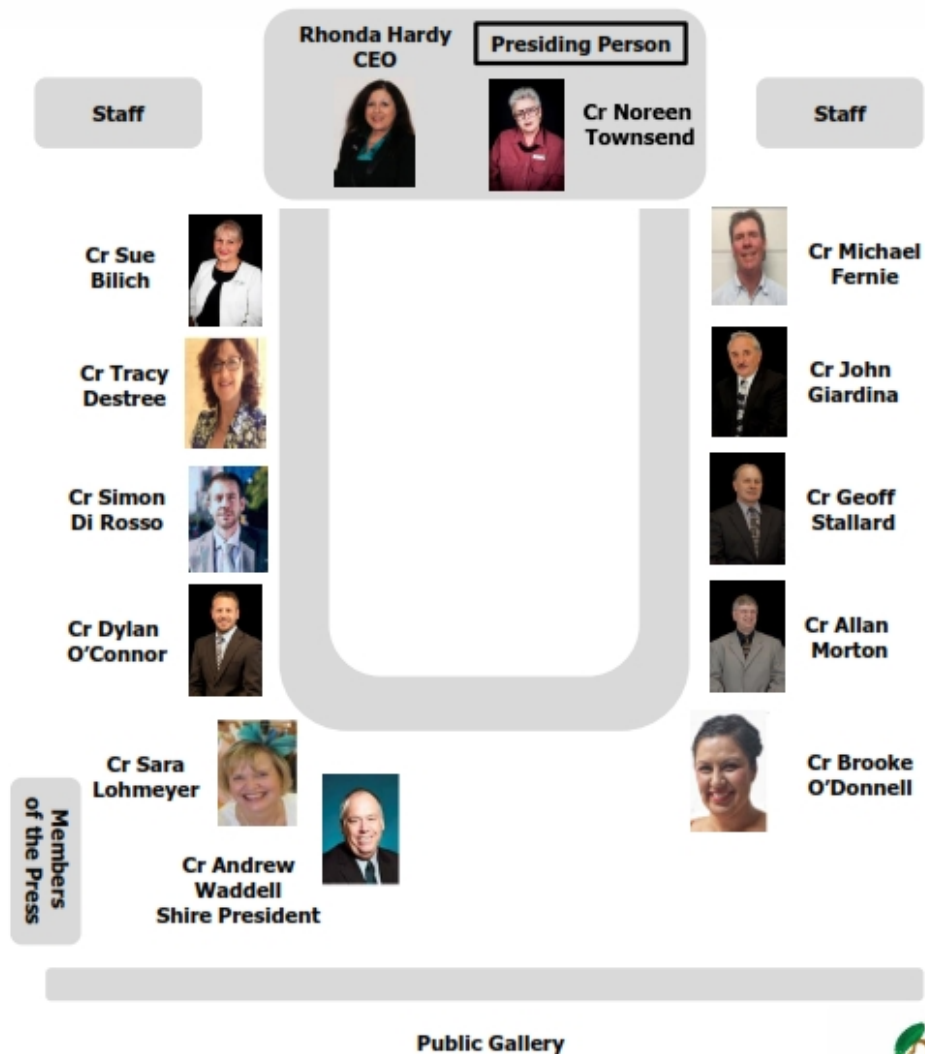 Rhonda Hardy
CEO
Presiding Person
Staff
Cr Noreen
Townsend
Staff
Cr Sue
Bilich
Cr Michael
Fernie
Cr Tracy
Destree
Cr John
Giardina
Cr Simon
Di Rosso
Cr Geoff
Stallard
Cr Dylan
O'Connor
Cr Allan
Morton
Cr Sara
Lohmeyer
Cr Brooke
O'Donnell
Members
of the Press
Cr Andrew
Waddell
Shire President
Public Gallery